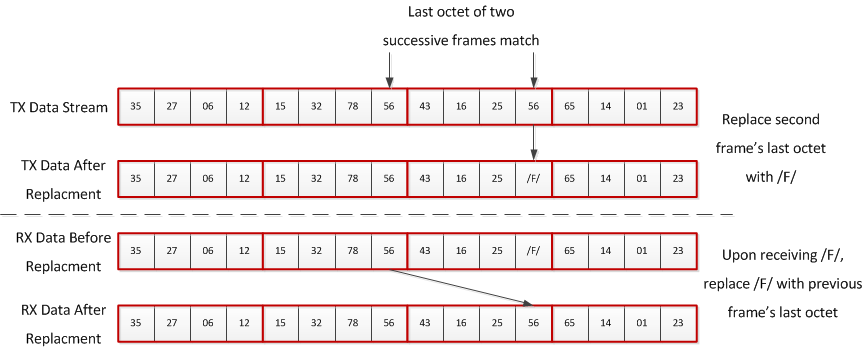 Last octet of two
successive frames match
TX Data Stream
35 27 06 12 15 32 78 56 43 16 25 56 65 14 01 23
Replace second
frame's last octet
with /F/
TX Data After
Replacment
35 27 06 12 15 32 78 56 43 16 25 /F/ 65 14 01 23
RX Data Before
Replacment
35 27 06 12 15 32 78 56 43 16 25 /F/ 65 14 01 23
Upon receiving /F/,
replace /F/ with previous
frame's last octet
RX Data After
Replacment
35 27 06 12 15 32 78 56 43 16 25 56 65 14 01 23